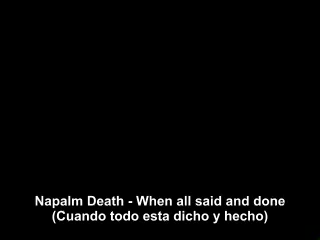 Napalm Death - When all said and done
(Cuando todo esta dicho y hecho)